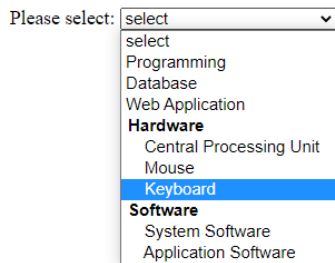 Please select: select
select
Programming
Database
Web Application
Hardware
Central Processing Unit
Mouse
Keyboard
Software
System Software
Application Software